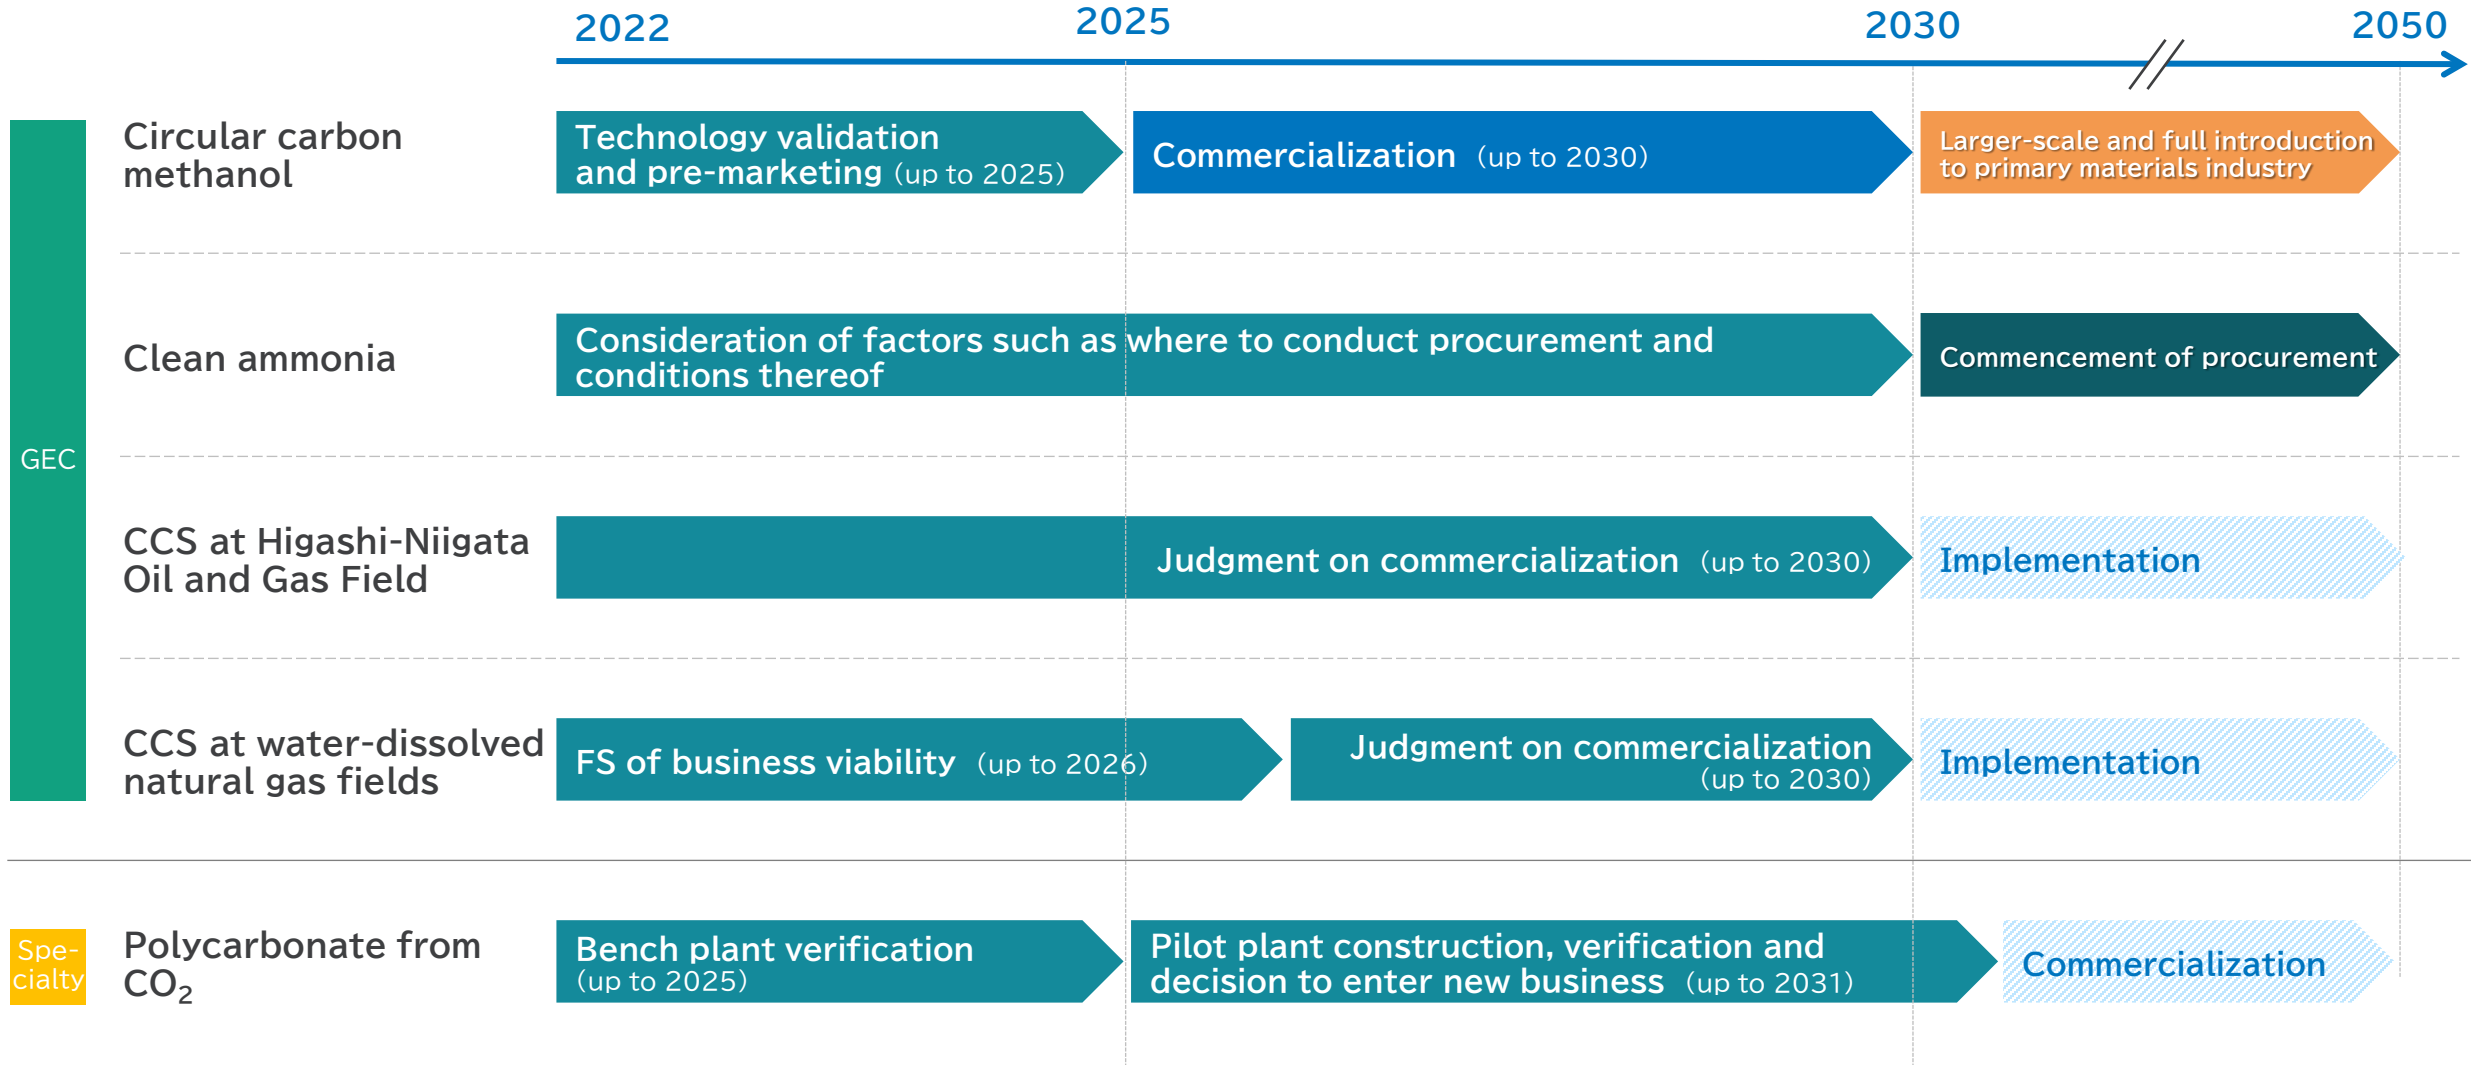 2022
2025
2030
2050
GEC
Circular carbon
methanol
Technology validation
and pre-marketing (up to 2025)
Commercialization (up to 2030)
Larger-scale and full introduction
to primary materials industry
Clean ammonia
Consideration of factors such as where to conduct procurement and
conditions thereof
Commencement of procurement
CCS at Higashi-Niigata
Oil and Gas Field
Judgment on commercialization (up to 2030)
Implementation
CCS at water-dissolved
natural gas fields
FS of business viability (up to 2026)
Judgment on commercialization
(up to 2030)
Implementation
Spe-
cialty
Polycarbonate from
CO₂
Bench plant verification
(up to 2025)
Pilot plant construction, verification and
decision to enter new business (up to 2031)
Commercialization